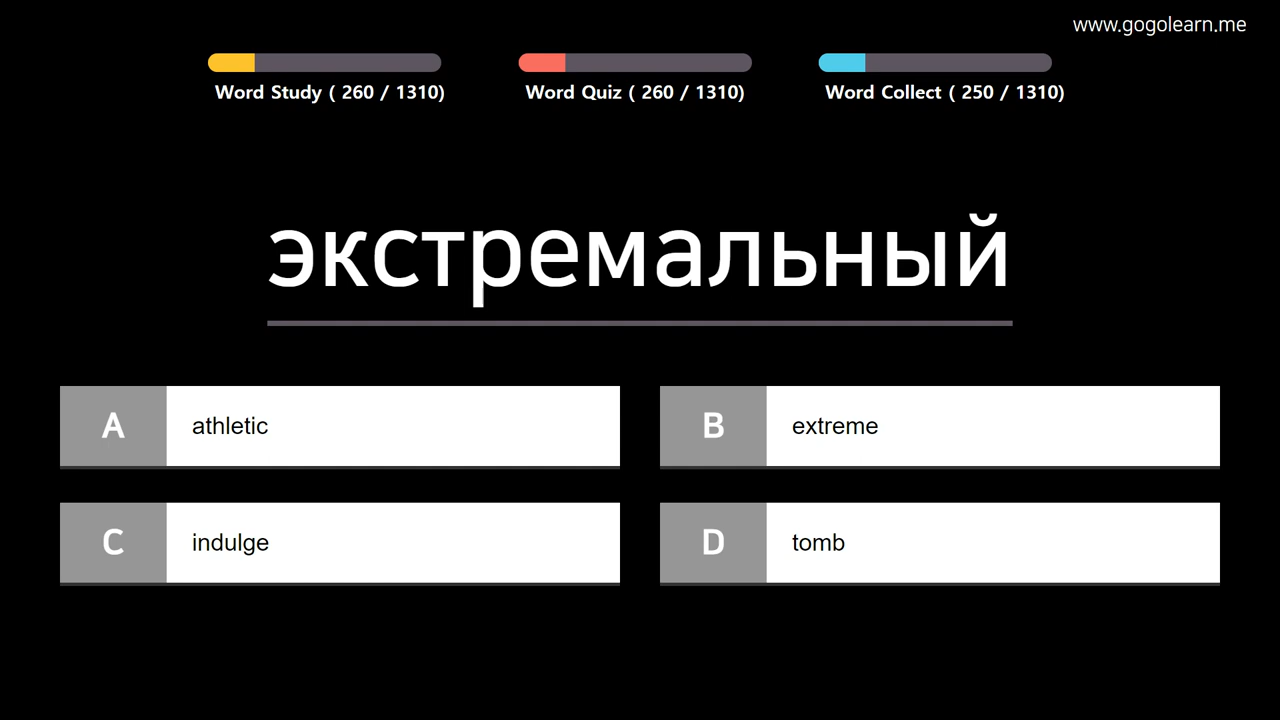 www.gogolearn.me
Word Study ( 260 / 1310)
Word Quiz ( 260 / 1310)
Word Collect ( 250 / 1310)
экстремальный
A athletic
B extreme
C indulge
D tomb